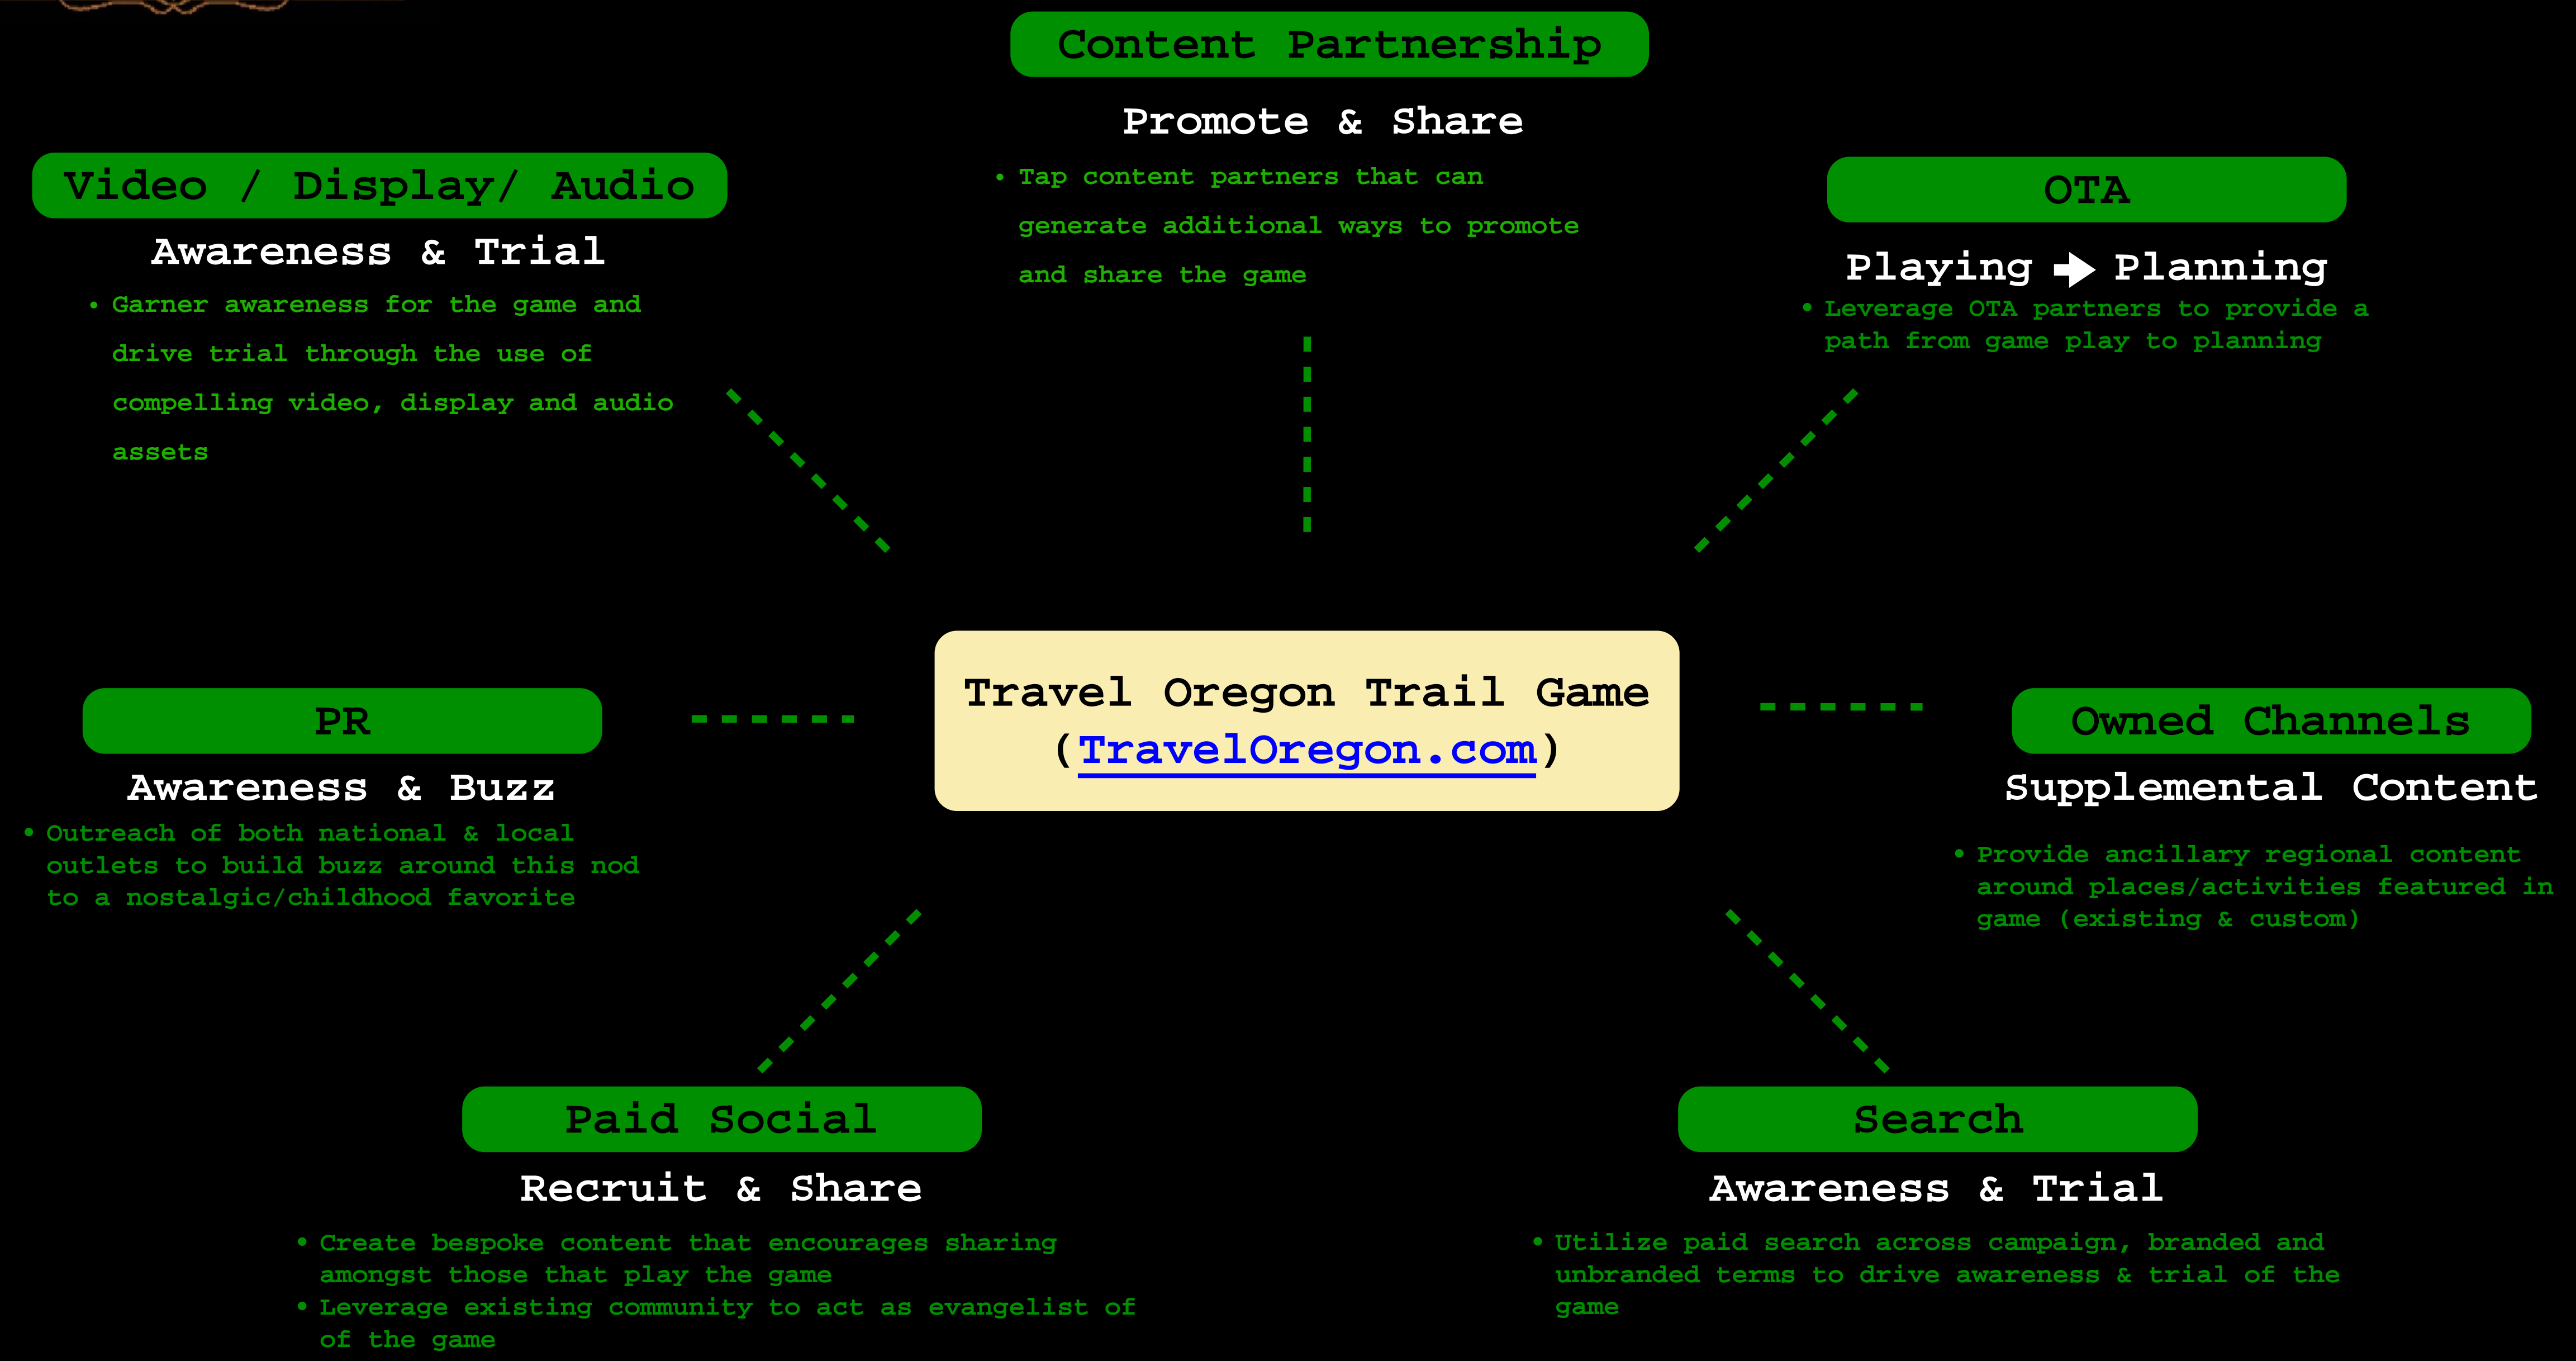 Content Partnership
Promote & Share
• Tap content partners that can
generate additional ways to promote
and share the game
Video / Display/ Audio
Awareness & Trial
• Garner awareness for the game and
drive trial through the use of
compelling video, display and audio
assets
OTA
Playing → Planning
• Leverage OTA partners to provide a
path from game play to planning
Travel Oregon Trail Game
(TravelOregon.com)
PR
Awareness & Buzz
• Outreach of both national & local
outlets to build buzz around this nod
to a nostalgic/childhood favorite
Owned Channels
Supplemental Content
• Provide ancillary regional content
around places/activities featured in
game (existing & custom)
Paid Social
Recruit & Share
• Create bespoke content that encourages sharing
amongst those that play the game
• Leverage existing community to act as evangelist of
of the game
Search
Awareness & Trial
• Utilize paid search across campaign, branded and
unbranded terms to drive awareness & trial of the
game